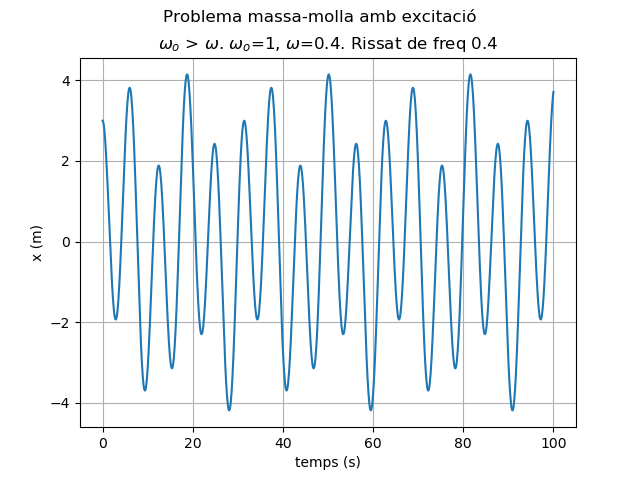 Problema massa-molla amb excitació
ωₒ > ω. ωₒ=1, ω=0.4. Rissat de freq 0.4
4
2
0
−2
−4
x (m)
0 20 40 60 80 100
temps (s)